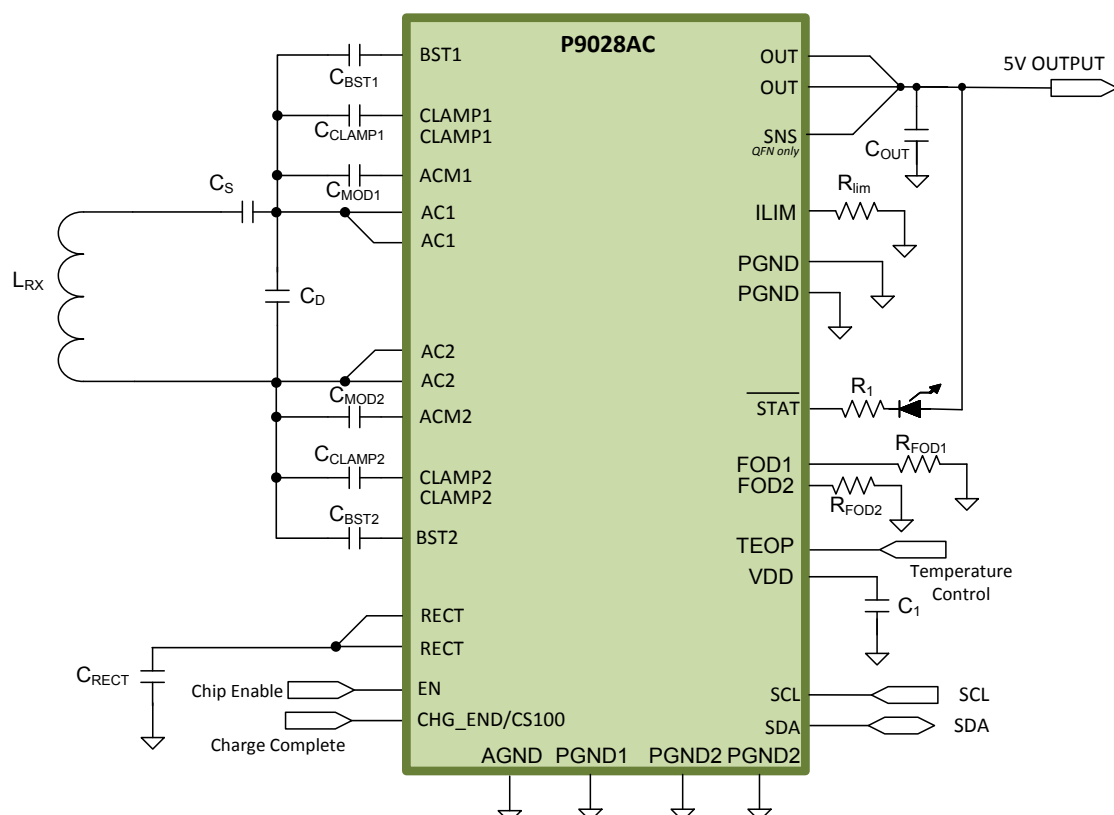 P9028AC
BST1
CLAMP1
CLAMP1
ACM1
AC1
AC1
AC2
AC2
ACM2
CLAMP2
CLAMP2
BST2
RECT
RECT
EN
CHG_END/CS100
AGND
PGND1
PGND2
PGND2
OUT
OUT
SNS
QFN only
ILIM
PGND
PGND
STAT
FOD1
FOD2
TEOP
VDD
SCL
SDA
CBST1
CCLAMP1
CMOD1
CS
LRX
CD
CMOD2
CCLAMP2
CBST2
CRECT
Chip Enable
Charge Complete
5V OUTPUT
COUT
Rlim
R1
RFOD1
RFOD2
Temperature
Control
C1
SCL
SDA